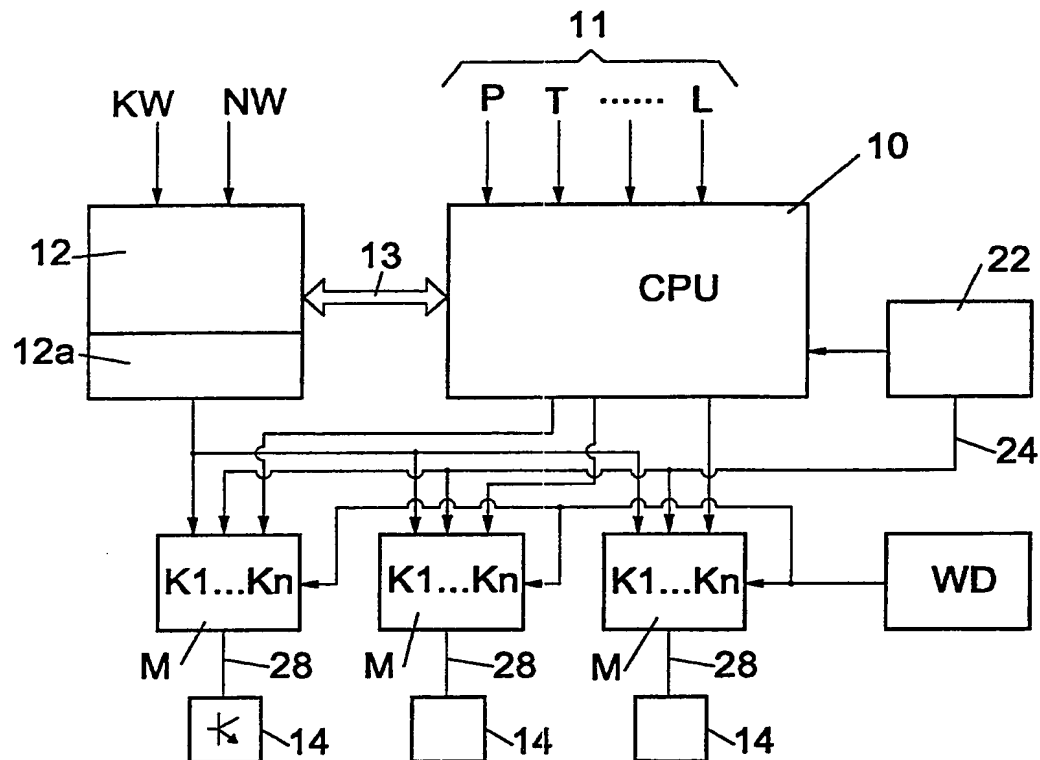 11
KW NW P T ...... L
10
12 13 CPU 22
12a
24
K1...Kn K1...Kn K1...Kn WD
M 28 M 28 M 28
14 14 14